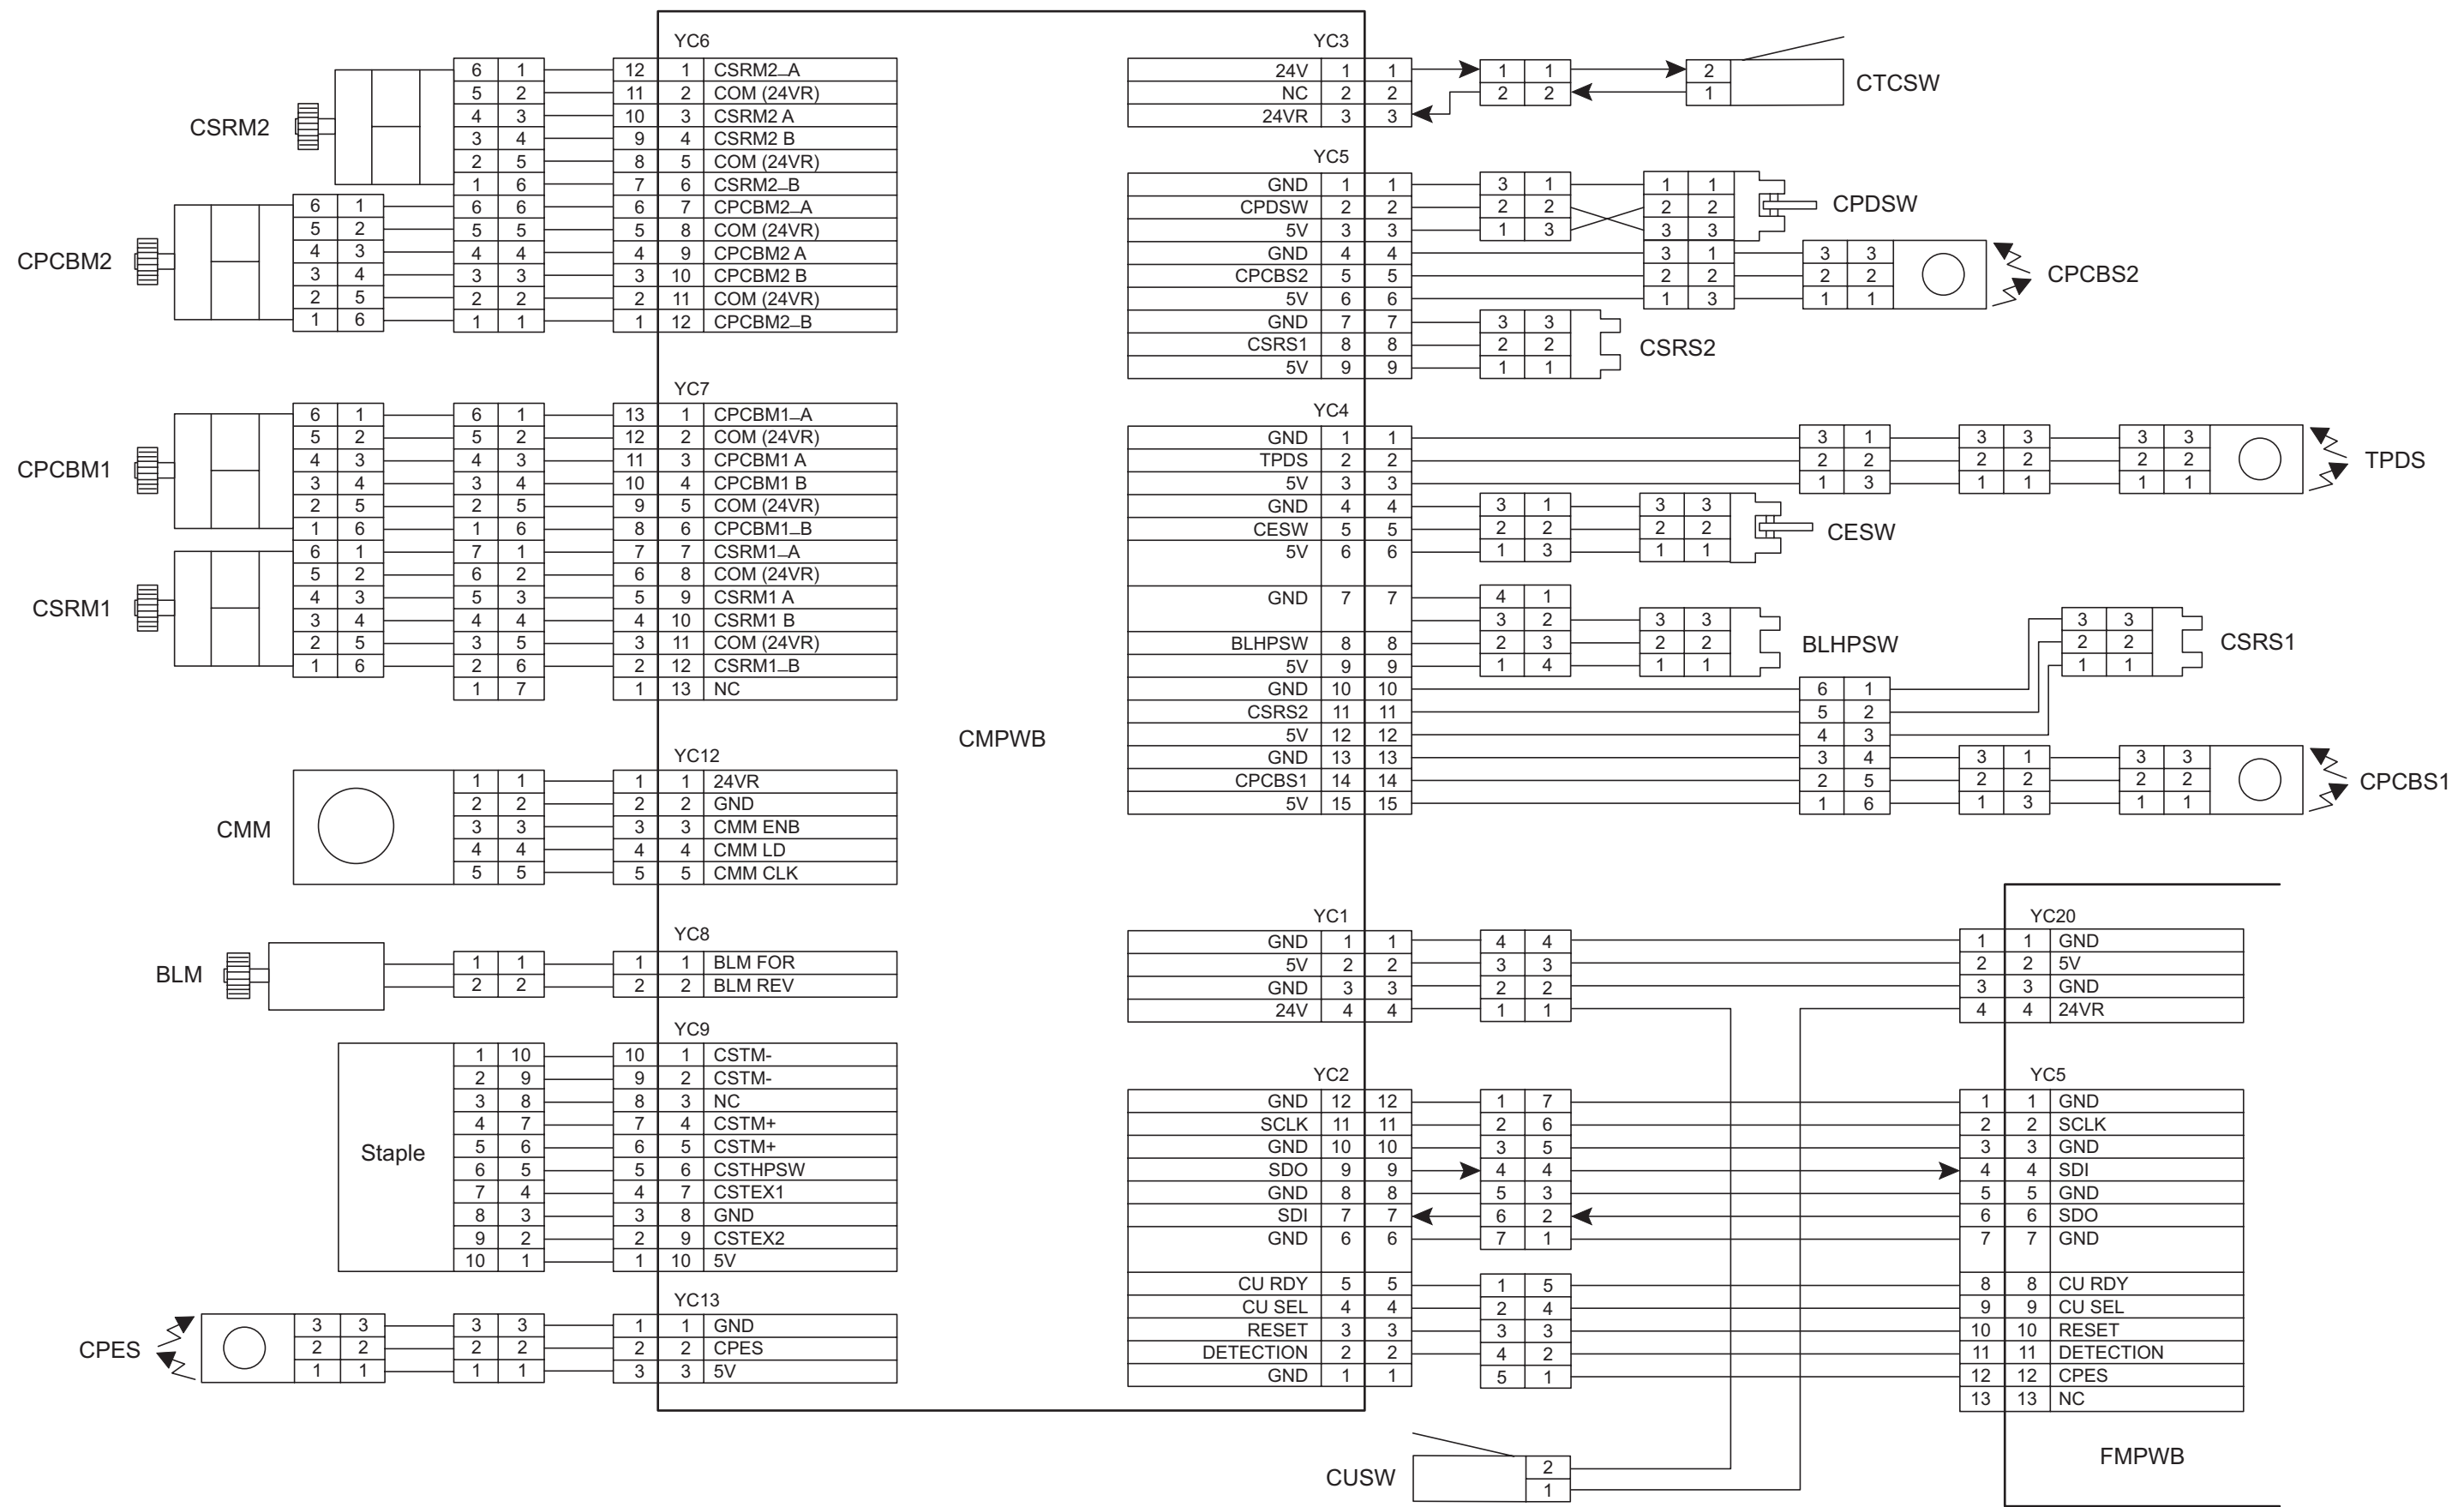 YC6
CSRM2
6 1 12 1 CSRM2_A
5 2 11 2 COM (24VR)
4 3 10 3 CSRM2 A
3 4 9 4 CSRM2 B
2 5 8 5 COM (24VR)
1 6 7 6 CSRM2_B
CPCBM2
6 1 6 6 6 7 CPCBM2_A
5 2 5 5 5 8 COM (24VR)
4 3 4 4 4 9 CPCBM2 A
3 4 3 3 3 10 CPCBM2 B
2 5 2 2 2 11 COM (24VR)
1 6 1 1 1 12 CPCBM2_B
YC7
CPCBM1
6 1 6 1 13 1 CPCBM1_A
5 2 5 2 12 2 COM (24VR)
4 3 4 3 11 3 CPCBM1 A
3 4 3 4 10 4 CPCBM1 B
2 5 2 5 9 5 COM (24VR)
1 6 1 6 8 6 CPCBM1_B
CSRM1
6 1 7 1 7 7 CSRM1_A
5 2 6 2 6 8 COM (24VR)
4 3 5 3 5 9 CSRM1 A
3 4 4 4 4 10 CSRM1 B
2 5 3 5 3 11 COM (24VR)
1 6 2 6 2 12 CSRM1_B
1 7 1 13 NC
YC12
CMM
1 1 1 1 24VR
2 2 2 2 GND
3 3 3 3 CMM ENB
4 4 4 4 CMM LD
5 5 5 5 CMM CLK
YC8
BLM
1 1 1 1 BLM FOR
2 2 2 2 BLM REV
YC9
Staple
1 10 10 1 CSTM-
2 9 9 2 CSTM-
3 8 8 3 NC
4 7 7 4 CSTM+
5 6 6 5 CSTM+
6 5 5 6 CSTHPSW
7 4 4 7 CSTEX1
8 3 3 8 GND
9 2 2 9 CSTEX2
10 1 1 10 5V
YC13
CPES
3 3 3 3 1 1 GND
2 2 2 2 2 2 CPES
1 1 1 1 3 3 5V
CMPWB
YC3
24V 1 1 1 1 2
NC 2 2 2 2 1
24VR 3 3
CTCSW
YC5
GND 1 1 3 1 1 1
CPDSW 2 2 2 2 2 2
5V 3 3 1 3 3 3
CPDSW
GND 4 4 3 1 3 3
CPCBS2 5 5 2 2 2 2
5V 6 6 1 3 1 1
CPCBS2
GND 7 7 3 3
CSRS1 8 8 2 2
5V 9 9 1 1
CSRS2
YC4
GND 1 1 3 1 3 3 3 3
TPDS 2 2 2 2 2 2 2 2
5V 3 3 1 3 1 1 1 1
TPDS
GND 4 4 3 1 3 3
CESW 5 5 2 2 2 2
5V 6 6 1 3 1 1
CESW
GND 7 7 4 1
3 2 3 3
BLHPSW 8 8 2 3 2 2
5V 9 9 1 4 1 1
BLHPSW
3 3
2 2
1 1
CSRS1
GND 10 10 6 1
CSRS2 11 11 5 2
5V 12 12 4 3
GND 13 13 3 4 3 1 3 3
CPCBS1 14 14 2 5 2 2 2 2
5V 15 15 1 6 1 3 1 1
CPCBS1
YC1 YC20
GND 1 1 4 4 1 1 GND
5V 2 2 3 3 2 2 5V
GND 3 3 2 2 3 3 GND
24V 4 4 1 1 4 4 24VR
YC2 YC5
GND 12 12 1 7 1 1 GND
SCLK 11 11 2 6 2 2 SCLK
GND 10 10 3 5 3 3 GND
SDO 9 9 4 4 4 4 SDI
GND 8 8 5 3 5 5 GND
SDI 7 7 6 2 6 6 SDO
GND 6 6 7 1 7 7 GND
CU RDY 5 5 1 5 8 8 CU RDY
CU SEL 4 4 2 4 9 9 CU SEL
RESET 3 3 3 3 10 10 RESET
DETECTION 2 2 4 2 11 11 DETECTION
GND 1 1 5 1 12 12 CPES
13 13 NC
FMPWB
CUSW
2
1